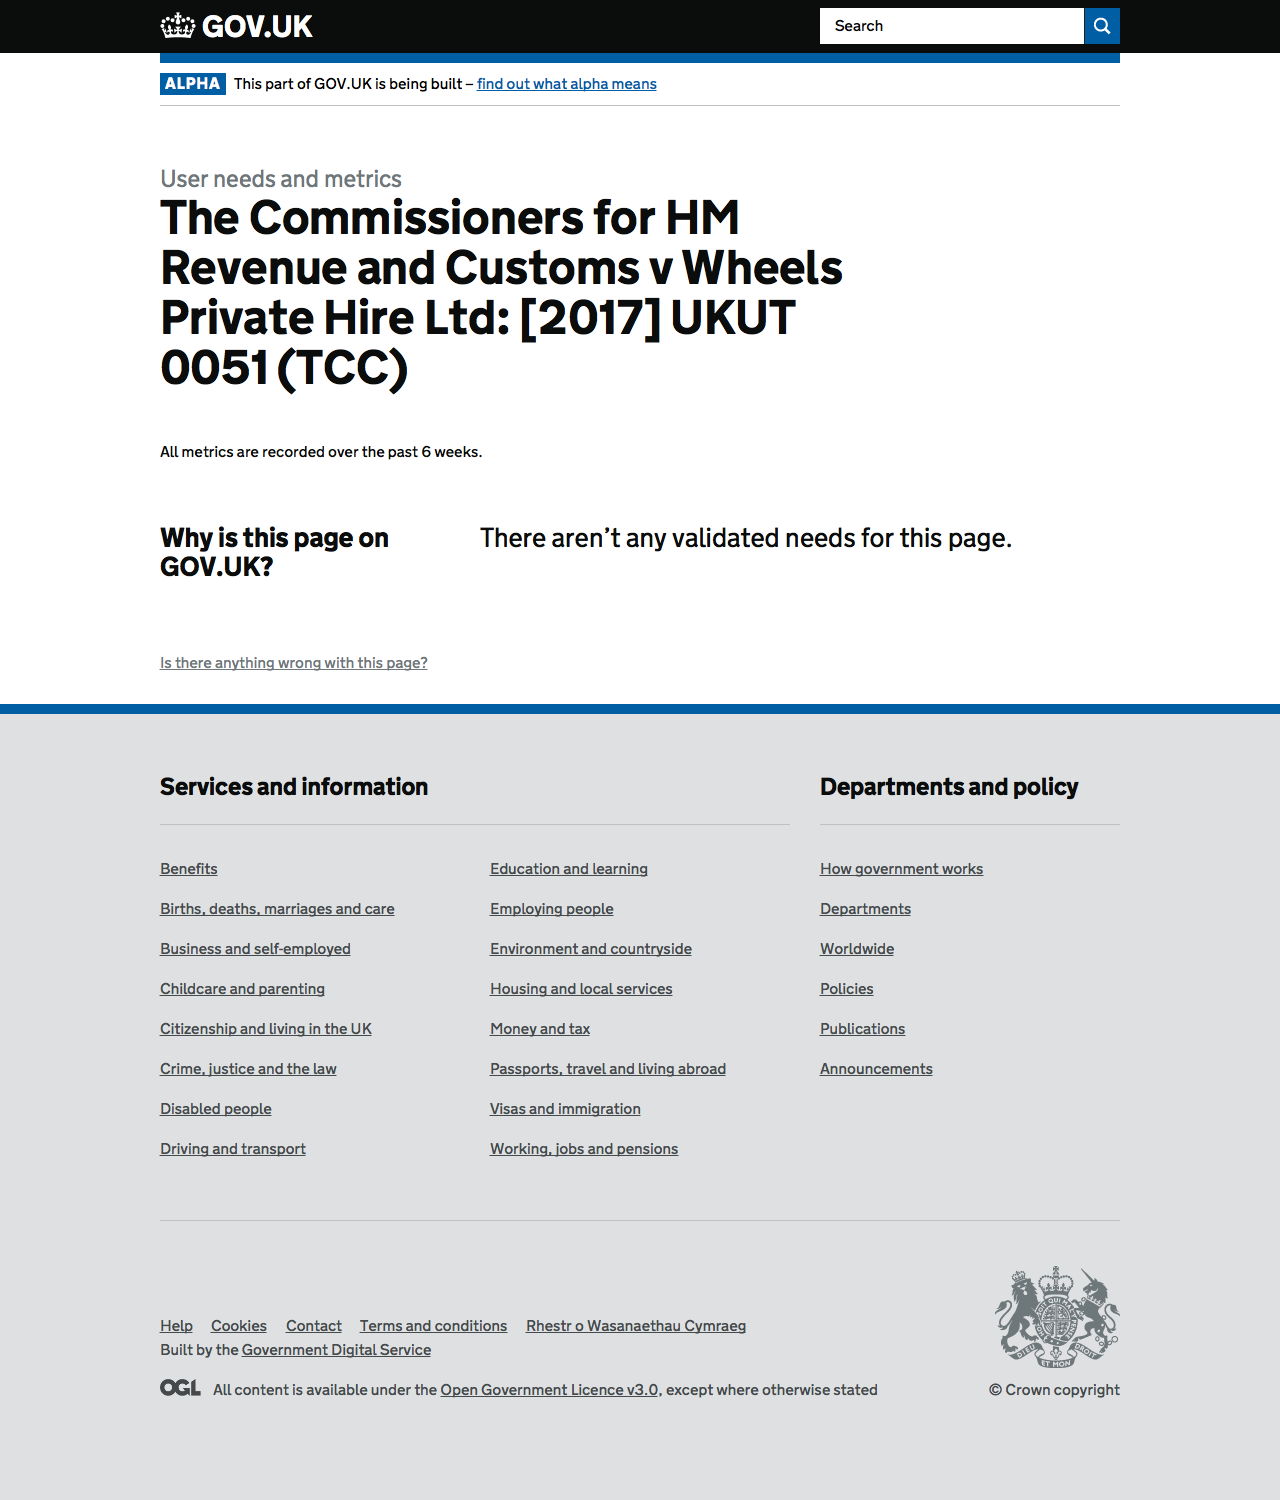 GOV.UK
Search
ALPHA This part of GOV.UK is being built – find out what alpha means
User needs and metrics
The Commissioners for HM
Revenue and Customs v Wheels
Private Hire Ltd: [2017] UKUT
0051 (TCC)
All metrics are recorded over the past 6 weeks.
Why is this page on
GOV.UK?
There aren’t any validated needs for this page.
Is there anything wrong with this page?
Services and information
Benefits
Births, deaths, marriages and care
Business and self-employed
Childcare and parenting
Citizenship and living in the UK
Crime, justice and the law
Disabled people
Driving and transport
Education and learning
Employing people
Environment and countryside
Housing and local services
Money and tax
Passports, travel and living abroad
Visas and immigration
Working, jobs and pensions
Departments and policy
How government works
Departments
Worldwide
Policies
Publications
Announcements
Help Cookies Contact Terms and conditions Rhestr o Wasanaethau Cymraeg
Built by the Government Digital Service
OGL All content is available under the Open Government Licence v3.0, except where otherwise stated
DIEU ET MON DROIT
© Crown copyright